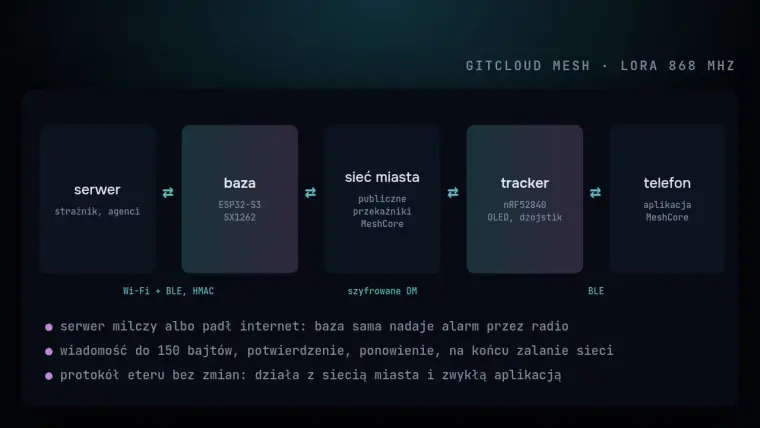 GITCLOUD MESH · LORA 868 MHZ
serwer
strażnik, agenci
⇄
baza
ESP32-S3
SX1262
⇄
sieć miasta
publiczne
przekaźniki
MeshCore
⇄
tracker
nRF52840
OLED, dżojstik
⇄
telefon
aplikacja
MeshCore
Wi-Fi + BLE, HMAC
szyfrowane DM
BLE
● serwer milczy albo padł internet: baza sama nadaje alarm przez radio
● wiadomość do 150 bajtów, potwierdzenie, ponowienie, na końcu zalanie sieci
● protokół eteru bez zmian: działa z siecią miasta i zwykłą aplikacją